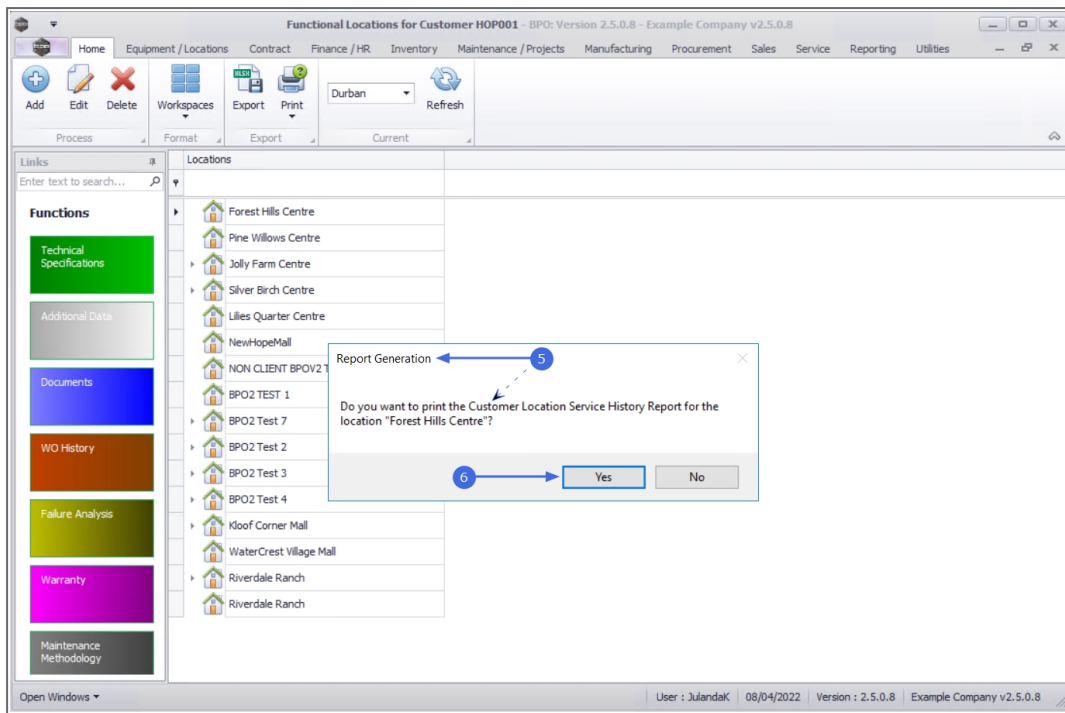 Functional Locations for Customer HOP001 - BPO: Version 2.5.0.8 - Example Company v2.5.0.8
Home Equipment / Locations Contract Finance / HR Inventory Maintenance / Projects Manufacturing Procurement Sales Service Reporting Utilities
Add Edit Delete Workspaces Export Print Durban Refresh
Process Format Export Current
Links
Enter text to search...
Functions
Technical
Specifications
Additional Data
Documents
WO History
Failure Analysis
Warranty
Maintenance
Methodology
Locations
Forest Hills Centre
Pine Willows Centre
Jolly Farm Centre
Silver Birch Centre
Lilies Quarter Centre
NewHopeMall
NON CLIENT BPOV2 T
BPO2 TEST 1
BPO2 Test 7
BPO2 Test 2
BPO2 Test 3
BPO2 Test 4
Kloof Corner Mall
WaterCrest Village Mall
Riverdale Ranch
Riverdale Ranch
Report Generation 5
Do you want to print the Customer Location Service History Report for the
location "Forest Hills Centre"?
6 Yes No
Open Windows User : JulandaK 08/04/2022 Version : 2.5.0.8 Example Company v2.5.0.8